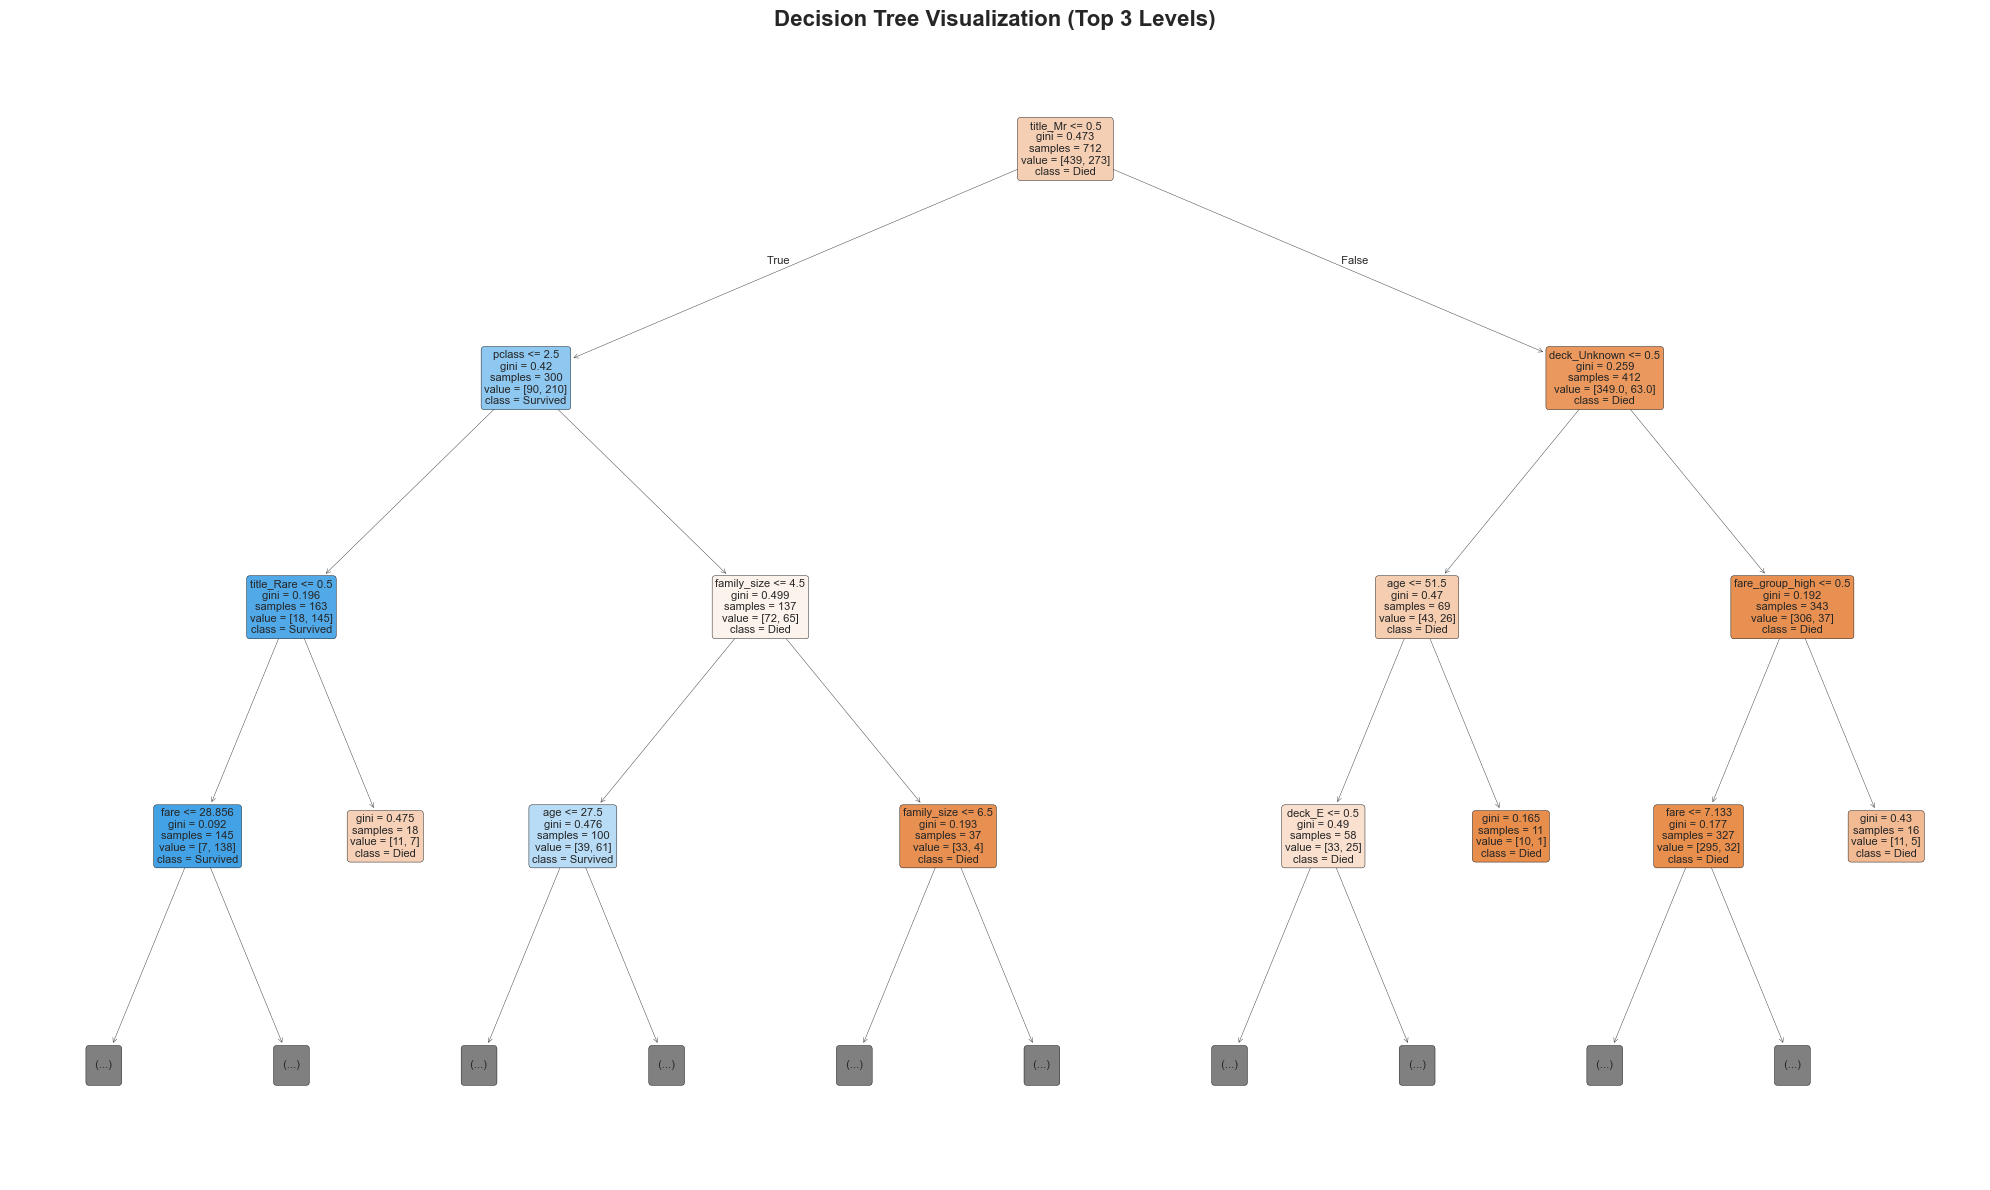 Decision Tree Visualization (Top 3 Levels)
title_Mr <= 0.5
gini = 0.473
samples = 712
value = [439, 273]
class = Died
True
False
pclass <= 2.5
gini = 0.42
samples = 300
value = [90, 210]
class = Survived
deck_Unknown <= 0.5
gini = 0.259
samples = 412
value = [349.0, 63.0]
class = Died
title_Rare <= 0.5
gini = 0.196
samples = 163
value = [18, 145]
class = Survived
family_size <= 4.5
gini = 0.499
samples = 137
value = [72, 65]
class = Died
age <= 51.5
gini = 0.47
samples = 69
value = [43, 26]
class = Died
fare_group_high <= 0.5
gini = 0.192
samples = 343
value = [306, 37]
class = Died
fare <= 28.856
gini = 0.092
samples = 145
value = [7, 138]
class = Survived
gini = 0.475
samples = 18
value = [11, 7]
class = Died
age <= 27.5
gini = 0.476
samples = 100
value = [39, 61]
class = Survived
family_size <= 6.5
gini = 0.193
samples = 37
value = [33, 4]
class = Died
deck_E <= 0.5
gini = 0.49
samples = 58
value = [33, 25]
class = Died
gini = 0.165
samples = 11
value = [10, 1]
class = Died
fare <= 7.133
gini = 0.177
samples = 327
value = [295, 32]
class = Died
gini = 0.43
samples = 16
value = [11, 5]
class = Died
(...)
(...)
(...)
(...)
(...)
(...)
(...)
(...)
(...)
(...)